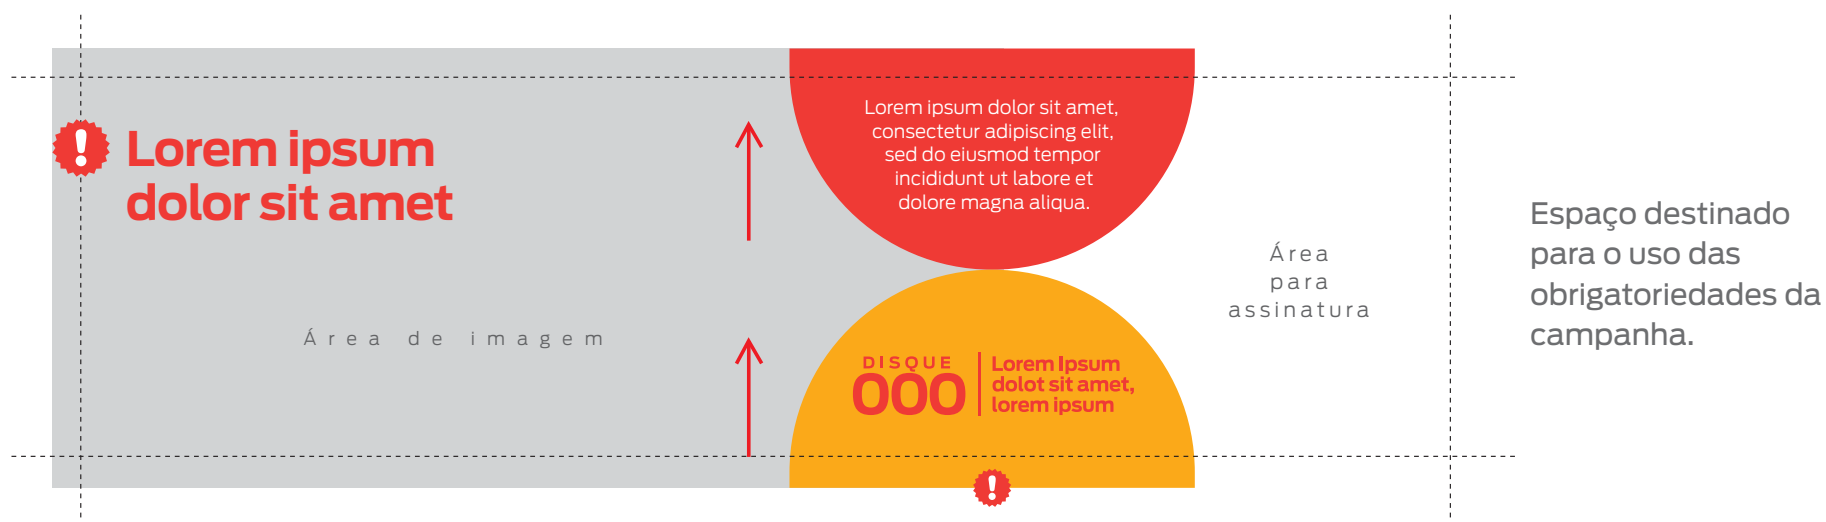 Lorem ipsum
dolor sit amet
Área de imagem
Lorem ipsum dolor sit amet,
consectetur adipiscing elit,
sed do eiusmod tempor
incididunt ut labore et
dolore magna aliqua.
DISQUE
000
Lorem Ipsum
dolot sit amet,
lorem ipsum
Área
para
assinatura
Espaço destinado
para o uso das
obrigatoriedades da
campanha.